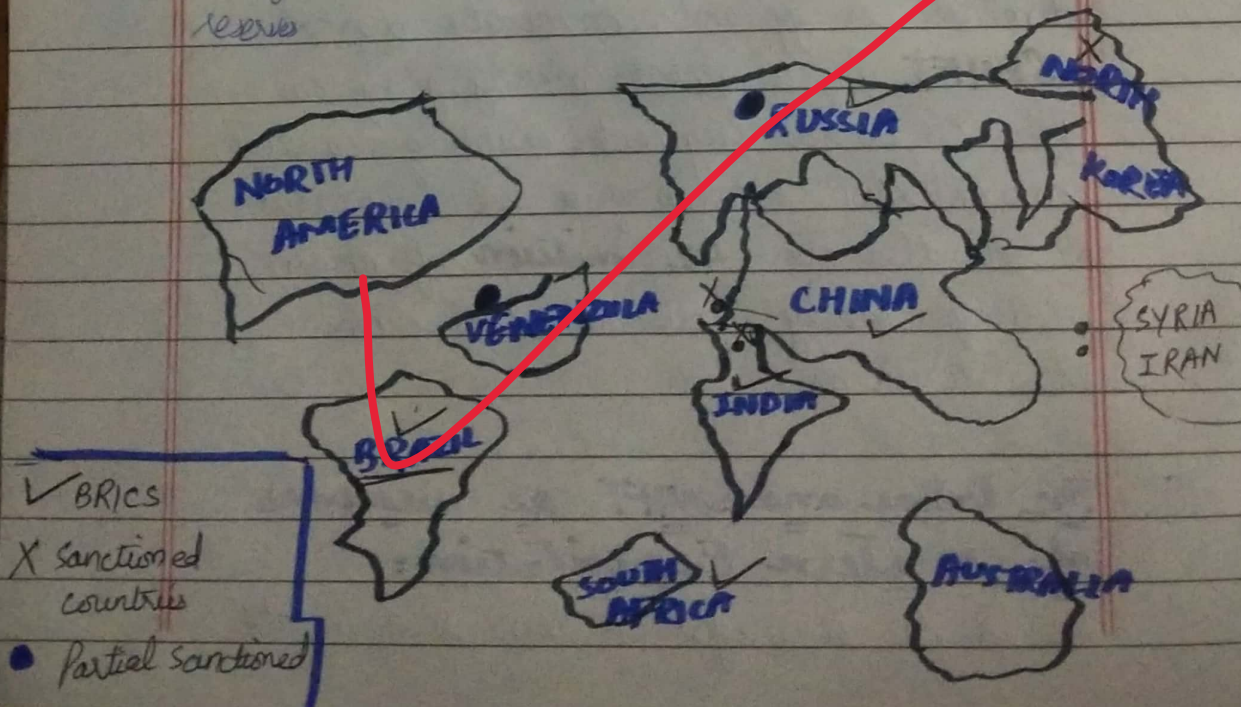 reserves
NORTH
RUSSIA
NORTH
AMERICA
KOREA
VENEZUELA
CHINA
SYRIA
IRAN
INDIA
BRAZIL
✓ BRICS
X Sanctioned
countries
SOUTH
AFRICA
AUSTRALIA
● Partial Sanctioned